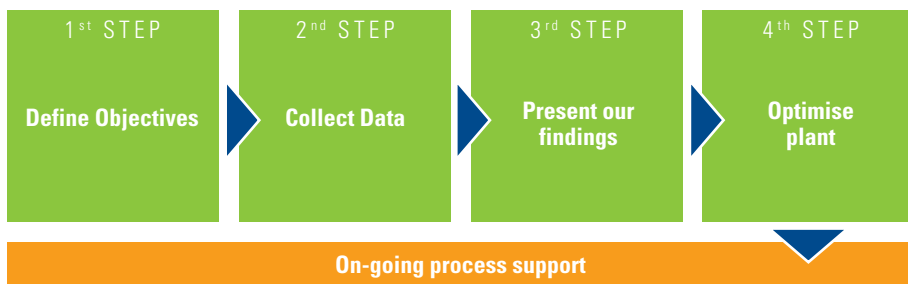 1st STEP
Define Objectives
2nd STEP
Collect Data
3rd STEP
Present our
findings
4th STEP
Optimise
plant
On-going process support